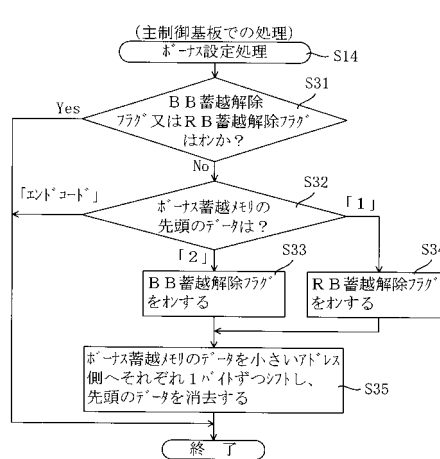 (主制御基板での処理)
ﾎﾞｰﾅｽ設定処理
S14
S31
Yes
ＢＢ蓄越解除
ﾌﾗｸﾞ又はＲＢ蓄越解除ﾌﾗｸﾞ
はオンか？
No
S32
「ｴﾝﾄﾞｺｰﾄﾞ」
ﾎﾞｰﾅｽ蓄越ﾒﾓﾘの
先頭のﾃﾞｰﾀは？
「１」
「２」
S33
S34
ＢＢ蓄越解除ﾌﾗｸﾞ
をオンする
ＲＢ蓄越解除ﾌﾗｸﾞ
をオンする
ﾎﾞｰﾅｽ蓄越ﾒﾓﾘのﾃﾞｰﾀを小さいｱﾄﾞﾚｽ
側へそれぞれ１ﾊﾞｲﾄずつｼﾌﾄし、
先頭のﾃﾞｰﾀを消去する
S35
終 了